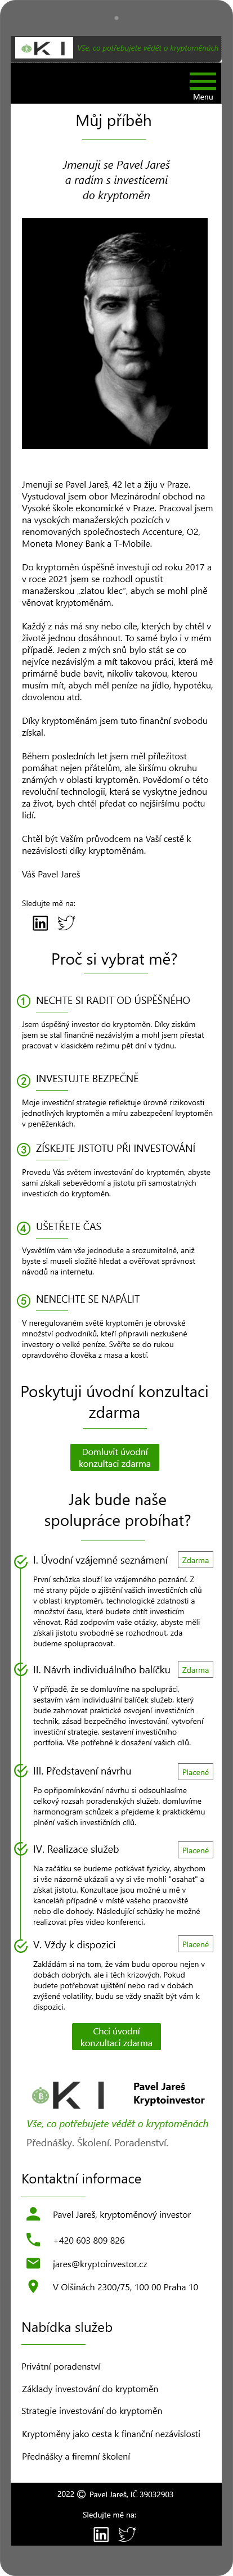 KI Vše, co potřebujete vědět o kryptoměnách
Menu
Můj příběh
Jmenuji se Pavel Jareš
a radím s investicemi
do kryptoměn
Jmenuji se Pavel Jareš, 42 let a žiju v Praze.
Vystudoval jsem obor Mezinárodní obchod na
Vysoké škole ekonomické v Praze. Pracoval jsem
na vysokých manažerských pozicích v
renomovaných společnostech Accenture, O2,
Moneta Money Bank a T-Mobile.
Do kryptoměn úspěšně investuji od roku 2017 a
v roce 2021 jsem se rozhodl opustit
manažerskou „zlatou klec“, abych se mohl plně
věnovat kryptoměnám.
Každý z nás má sny nebo cíle, kterých by chtěl v
životě jednou dosáhnout. To samé bylo i v mém
případě. Jeden z mých snů bylo stát se co
nejvíce nezávislým a mít takovou práci, která mě
primárně bude bavit, nikoliv takovou, kterou
musím mít, abych měl peníze na jídlo, hypotéku,
dovolenou atd.
Díky kryptoměnám jsem tuto finanční svobodu
získal.
Během posledních let jsem měl příležitost
pomáhat nejen přátelům, ale širšímu okruhu
známých v oblasti kryptoměn. Povědomí o této
revoluční technologii, která se vyskytne jednou
za život, bych chtěl předat co nejširšímu počtu
lidí.
Chtěl být Vaším průvodcem na Vaší cestě k
nezávislosti díky kryptoměnám.
Váš Pavel Jareš
Sledujte mě na:
in
Proč si vybrat mě?
1 NECHTE SI RADIT OD ÚSPĚŠNÉHO
Jsem úspěšný investor do kryptoměn. Díky ziskům
jsem se stal finančně nezávislým a mohl jsem přestat
pracovat v klasickém režimu pět dní v týdnu.
2 INVESTUJTE BEZPEČNĚ
Moje investiční strategie reflektuje úrovně rizikovosti
jednotlivých kryptoměn a míru zabezpečení kryptoměn
v peněženkách.
3 ZÍSKEJTE JISTOTU PŘI INVESTOVÁNÍ
Provedu Vás světem investování do kryptoměn, abyste
sami získali sebevědomí a jistotu při samostatných
investicích do kryptoměn.
4 UŠETŘETE ČAS
Vysvětlím vám vše jednoduše a srozumitelně, aniž
byste si museli složitě hledat a ověřovat správnost
návodů na internetu.
5 NENECHTE SE NAPÁLIT
V neregulovaném světě kryptoměn je obrovské
množství podvodníků, kteří připravili nezkušené
investory o velké peníze. Svěřte se do rukou
opravdového člověka z masa a kostí.
Poskytuji úvodní konzultaci
zdarma
Domluvit úvodní
konzultaci zdarma
Jak bude naše
spolupráce probíhat?
I. Úvodní vzájemné seznámení Zdarma
První schůzka slouží ke vzájemného poznání. Z
mé strany půjde o zjištění vašich investičních cílů
v oblasti kryptoměn, technologické zdatnosti a
množství času, které budete chtít investicím
věnovat. Rád zodpovím vaše otázky, abyste měli
získali jistotu svobodně se rozhodnout, zda
budeme spolupracovat.
II. Návrh individuálního balíčku Zdarma
V případě, že se domluvíme na spolupráci,
sestavím vám individuální balíček služeb, který
bude zahrnovat praktické osvojení investičních
technik, zásad bezpečného investování, vytvoření
investiční strategie, sestavení investičního
portfolia. Vše potřebné k dosažení vašich cílů.
III. Představení návrhu Placené
Po odpřipomínkování návrhu si odsouhlasíme
celkový rozsah poradenských služeb, domluvíme
harmonogram schůzek a přejdeme k praktickému
plnění vašich investičních cílů.
IV. Realizace služeb Placené
Na začátku se budeme potkávat fyzicky, abychom
si vše názorně ukázali a vy si vše mohli "osahat" a
získat jistotu. Konzultace jsou možné u mě v
kanceláři případně v místě vašeho pracoviště
nebo dle dohody. Následující schůzky je možné
realizovat přes video konferenci.
V. Vždy k dispozici Placené
Zakládám si na tom, že vám budu oporou nejen v
dobách dobrých, ale i těch krizových. Pokud
budete potřebovat ujištění nebo rad v dobách
zvýšené volatility, budu se vždy snažit být vám k
dispozici.
Chci úvodní
konzultaci zdarma
KI Pavel Jareš
Kryptoinvestor
Vše, co potřebujete vědět o kryptoměnách
Přednášky. Školení. Poradenství.
Kontaktní informace
Pavel Jareš, kryptoměnový investor
+420 603 809 826
jares@kryptoinvestor.cz
V Olšinách 2300/75, 100 00 Praha 10
Nabídka služeb
Privátní poradenství
Základy investování do kryptoměn
Strategie investování do kryptoměn
Kryptoměny jako cesta k finanční nezávislosti
Přednášky a firemní školení
2022 © Pavel Jareš, IČ 39032903
Sledujte mě na:
in